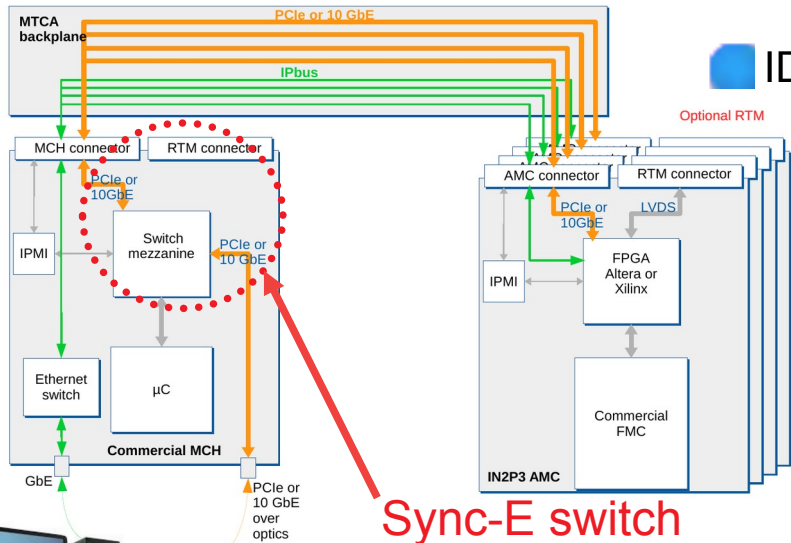 MTCA
backplane
PCIe or 10 GbE
IPbus
ID
Optional RTM
MCH connector
RTM connector
PCIe or
10GbE
IPMI
Switch
mezzanine
PCIe or
10 GbE
Ethernet
switch
µC
Commercial MCH
GbE
PCIe or
10 GbE
over
optics
AMC connector
RTM connector
PCIe or
10GbE
LVDS
IPMI
FPGA
Altera or
Xilinx
Commercial
FMC
IN2P3 AMC
Sync-E switch